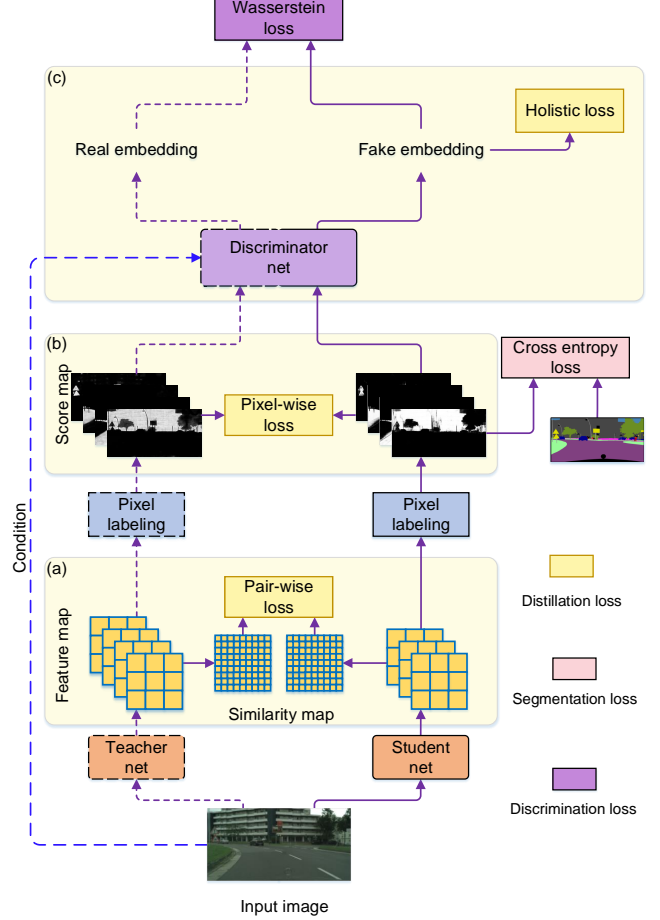 Wasserstein
loss
(c)
Holistic loss
Real embedding
Fake embedding
Discriminator
net
(b)
Score map
Pixel-wise
loss
Cross entropy
loss
Pixel
labeling
Pixel
labeling
Condition
(a)
Feature map
Pair-wise
loss
Similarity map
Distillation loss
Segmentation loss
Teacher
net
Student
net
Discrimination loss
Input image